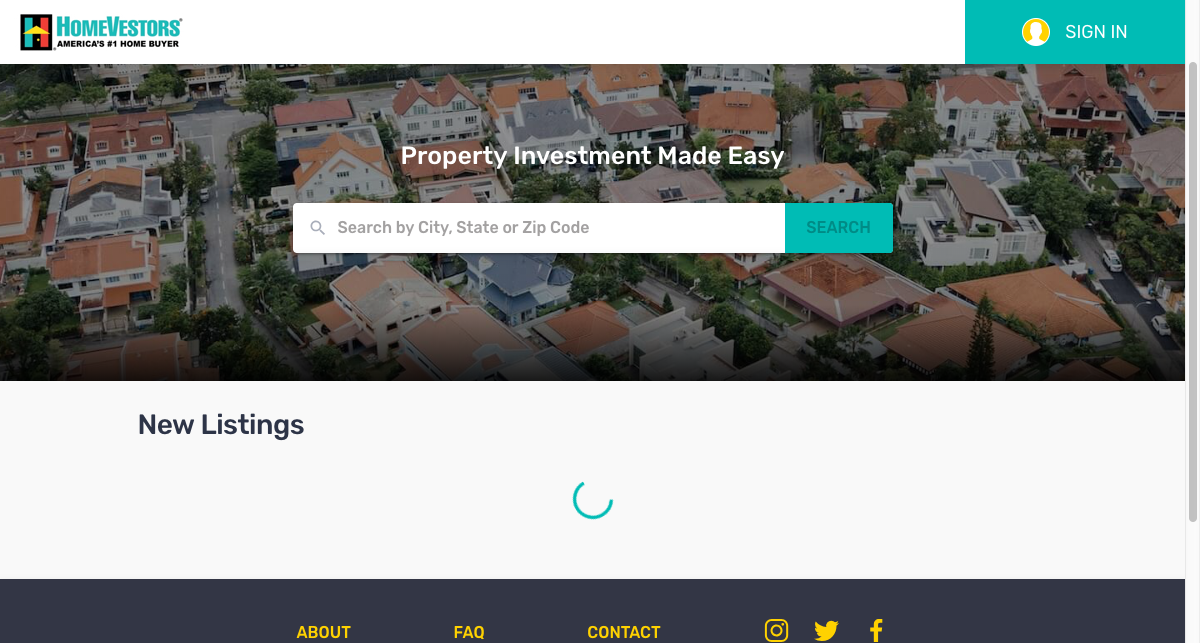 HomeVestors
AMERICA'S #1 HOME BUYER
SIGN IN
Property Investment Made Easy
Search by City, State or Zip Code
SEARCH
New Listings
ABOUT
FAQ
CONTACT